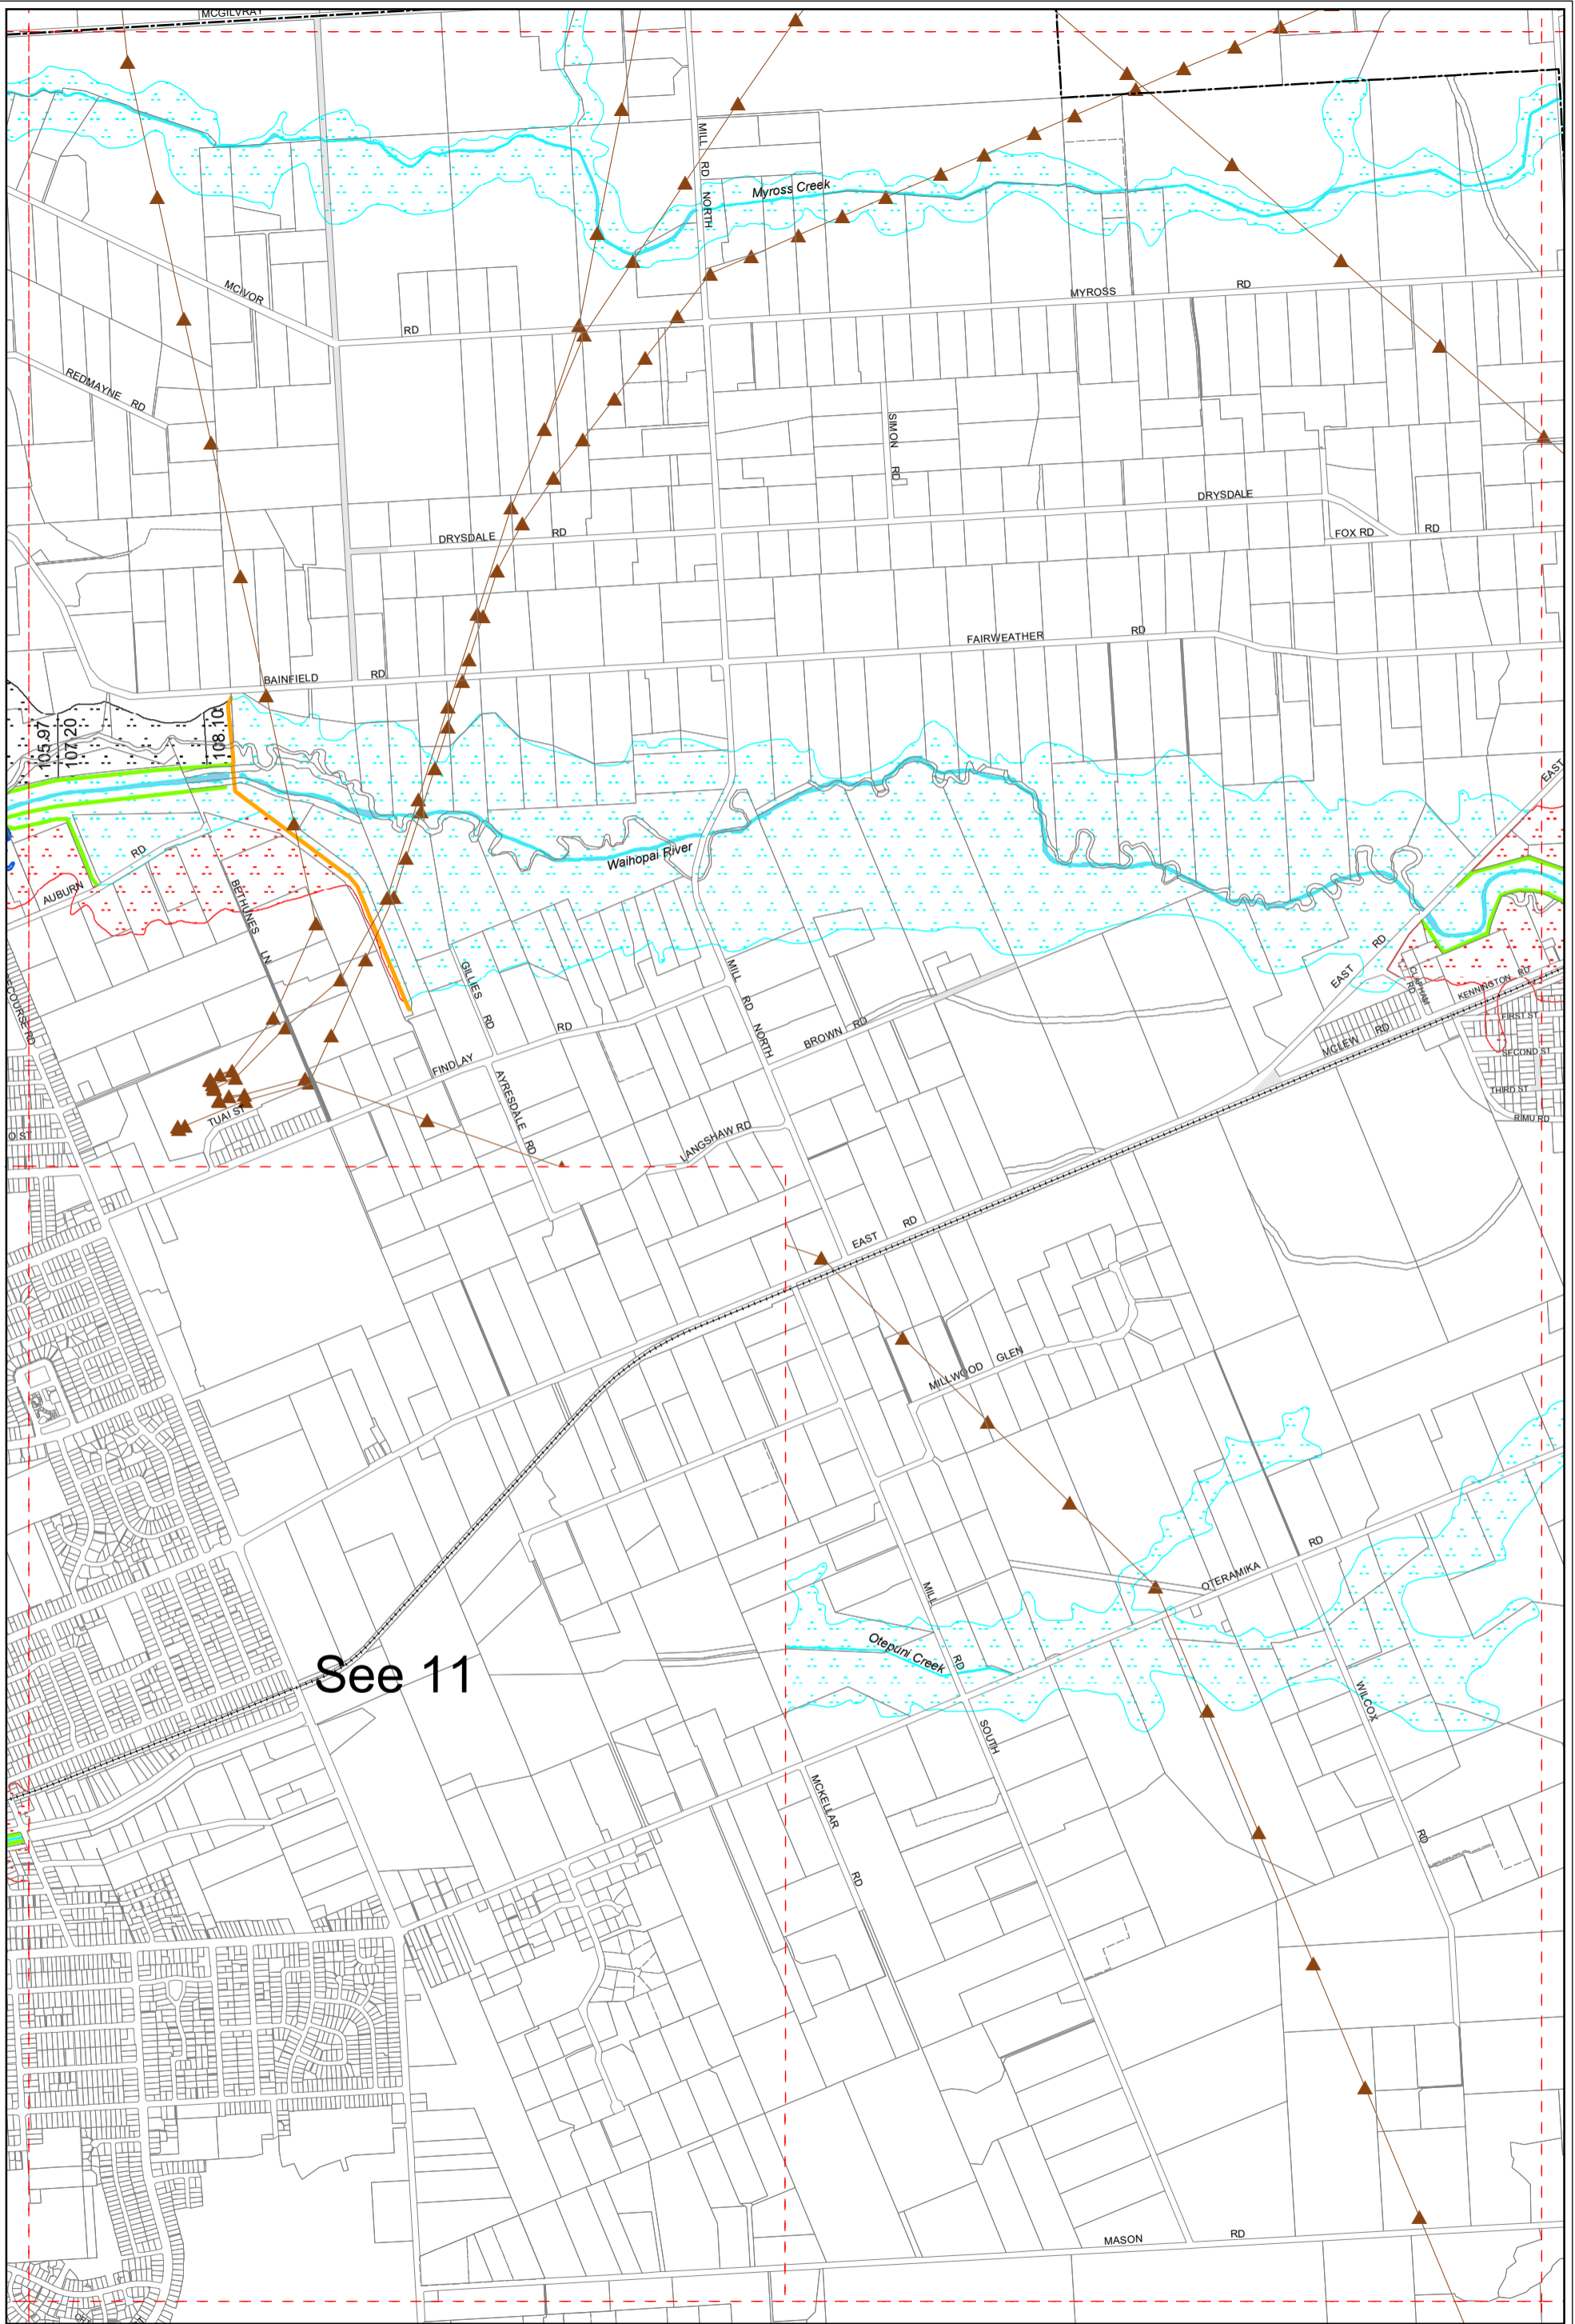 MCGILVRAY
MILL RD NORTH
Myross Creek
MCIVOR
RD
MYROSS RD
REDMAYNE RD
SIMON RD
DRYSDALE RD
DRYSDALE
FOX RD
RD
FAIRWEATHER RD
BAINFIELD RD
105.97
107.20
108.10
EAST
RD
AUBURN
Waihopai River
BETHUNES LN
GILLIES RD
MILL RD NORTH
EAST RD
CLAPHAM RD
KENNINGTON RD
FIRST ST
MCLEW RD
SECOND ST
THIRD ST
RIMU RD
BROWN RD
FINDLAY RD
AYRESDALE RD
TUAI ST
LANGSHAW RD
EAST RD
MILLWOOD GLEN
OTERAMIKA RD
MILL RD SOUTH
Otepuni Creek
See 11
WILCOX RD
MCKELLAR RD
MASON RD